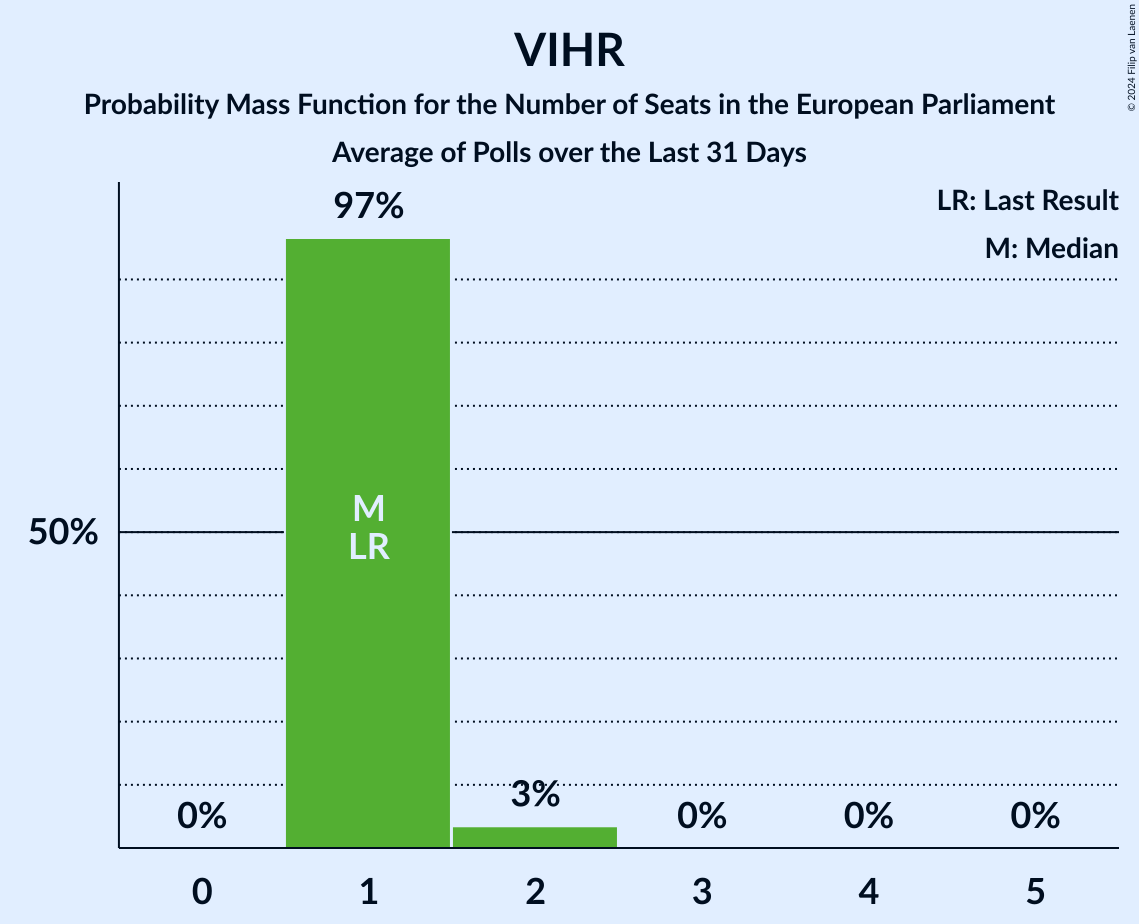 VIHR
Probability Mass Function for the Number of Seats in the European Parliament
Average of Polls over the Last 31 Days
© 2024 Filip van Laenen
LR: Last Result
M: Median
97%
M
LR
50%
3%
0%
0%
0%
0%
0 1 2 3 4 5